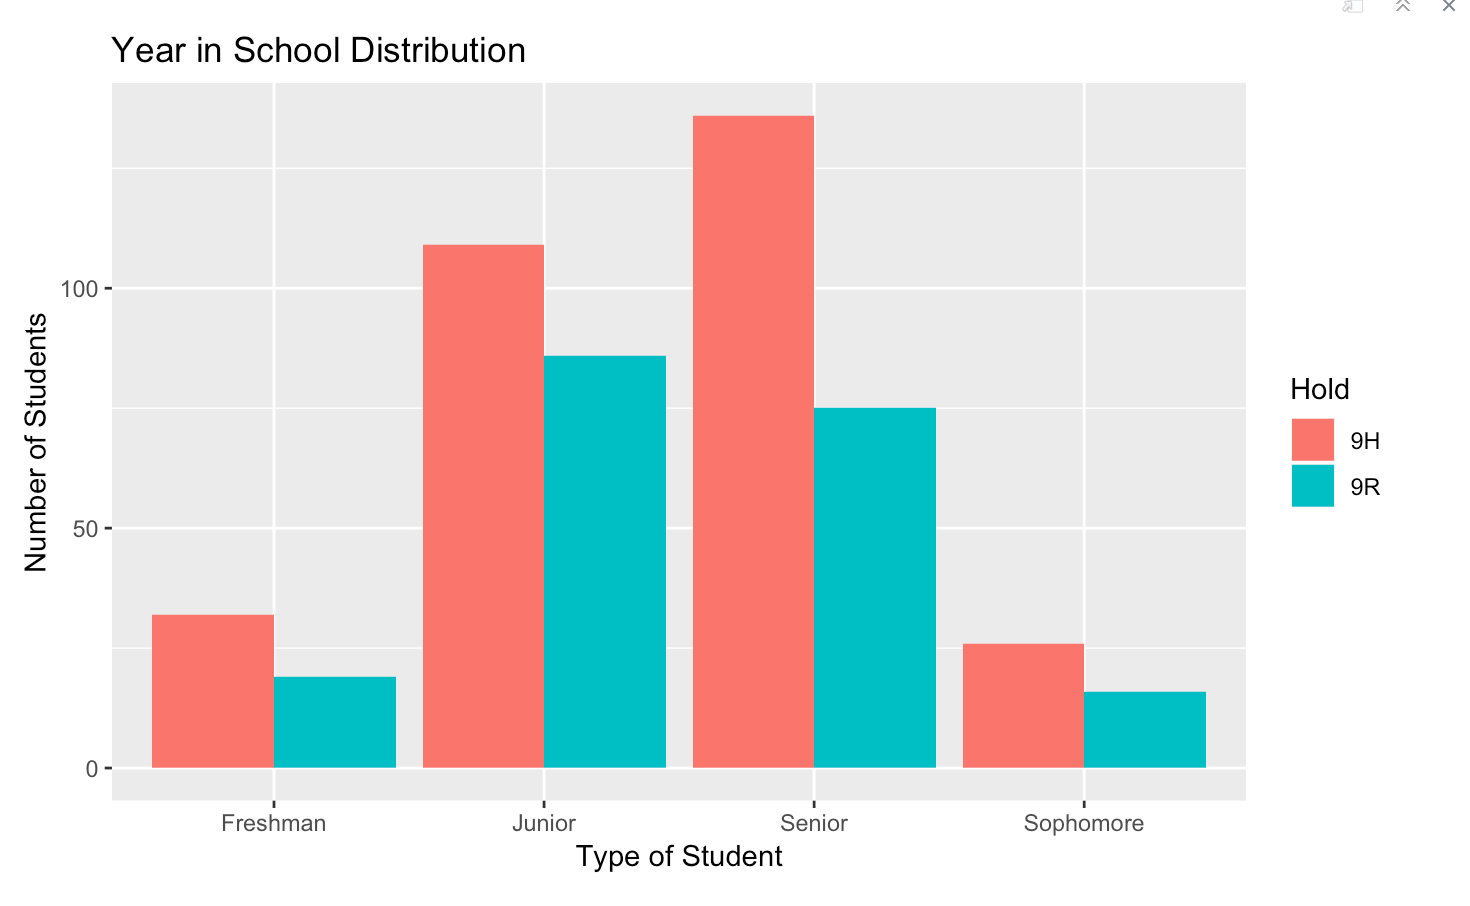 Year in School Distribution
Number of Students
100
50
0
Freshman Junior Senior Sophomore
Type of Student
Hold
9H
9R